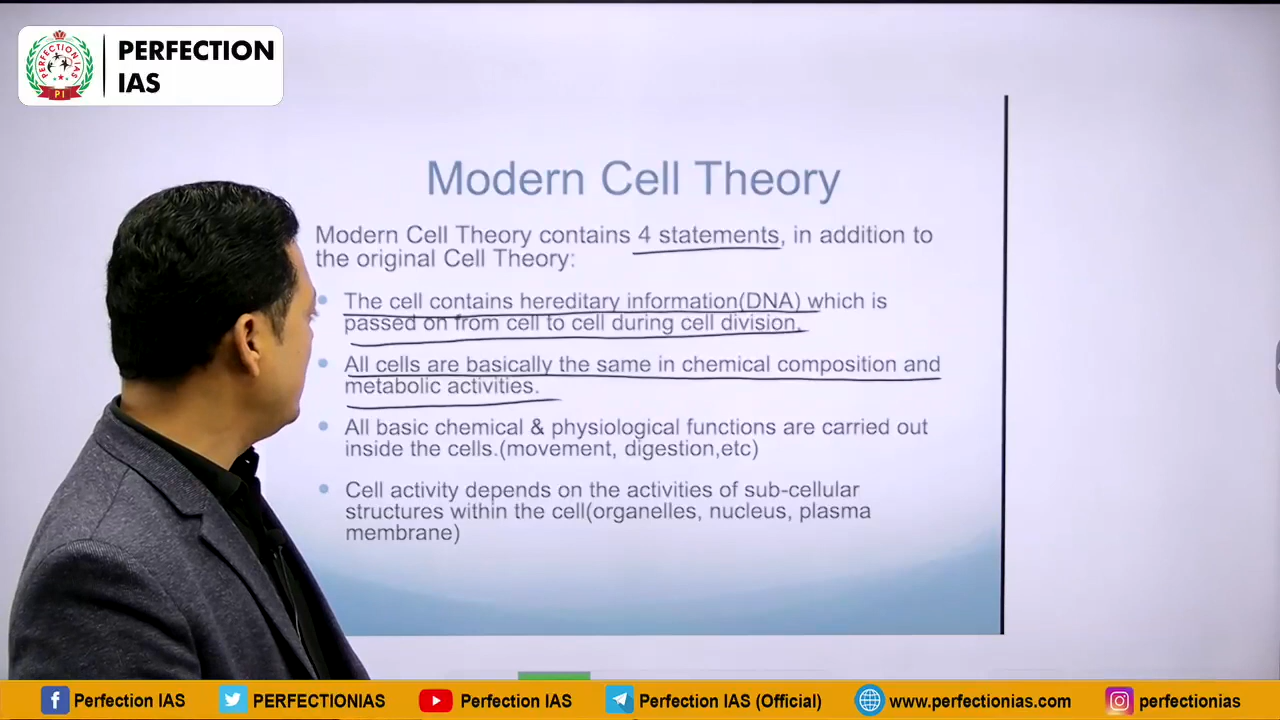 PERFECTION
IAS
PERFECTIONIAS
PI
Modern Cell Theory
Modern Cell Theory contains 4 statements, in addition to
the original Cell Theory:
• The cell contains hereditary information(DNA) which is
passed on from cell to cell during cell division.
• All cells are basically the same in chemical composition and
metabolic activities.
• All basic chemical & physiological functions are carried out
inside the cells.(movement, digestion,etc)
• Cell activity depends on the activities of sub-cellular
structures within the cell(organelles, nucleus, plasma
membrane)
Perfection IAS
PERFECTIONIAS
Perfection IAS
Perfection IAS (Official)
www.perfectionias.com
perfectionias